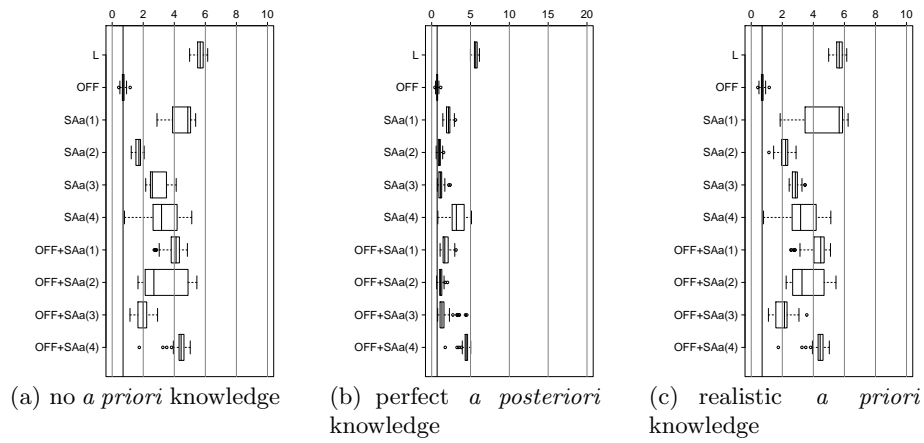 0 2 4 6 8 10
L
OFF
SAa(1)
SAa(2)
SAa(3)
SAa(4)
OFF+SAa(1)
OFF+SAa(2)
OFF+SAa(3)
OFF+SAa(4)
(a) no a priori knowledge
0 5 10 15 20
L
OFF
SAa(1)
SAa(2)
SAa(3)
SAa(4)
OFF+SAa(1)
OFF+SAa(2)
OFF+SAa(3)
OFF+SAa(4)
(b) perfect a posteriori
knowledge
0 2 4 6 8 10
L
OFF
SAa(1)
SAa(2)
SAa(3)
SAa(4)
OFF+SAa(1)
OFF+SAa(2)
OFF+SAa(3)
OFF+SAa(4)
(c) realistic a priori
knowledge